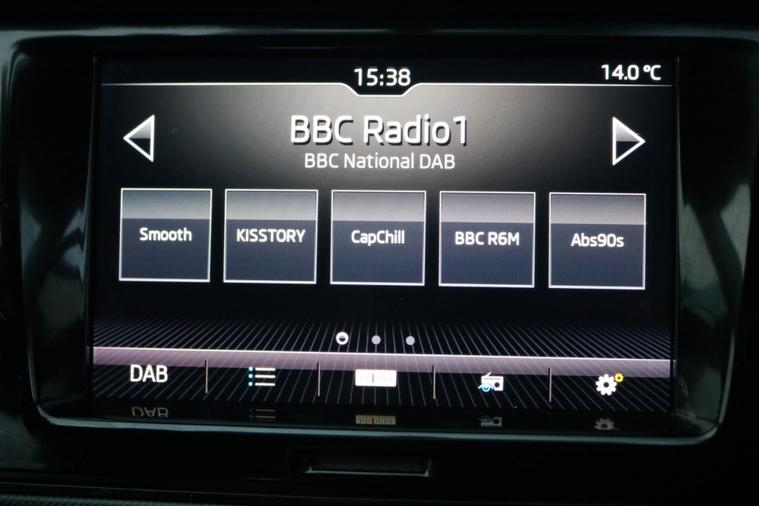 15:38
14.0 °C
BBC Radio1
BBC National DAB
Smooth
KISSTORY
CapChill
BBC R6M
Abs90s
DAB